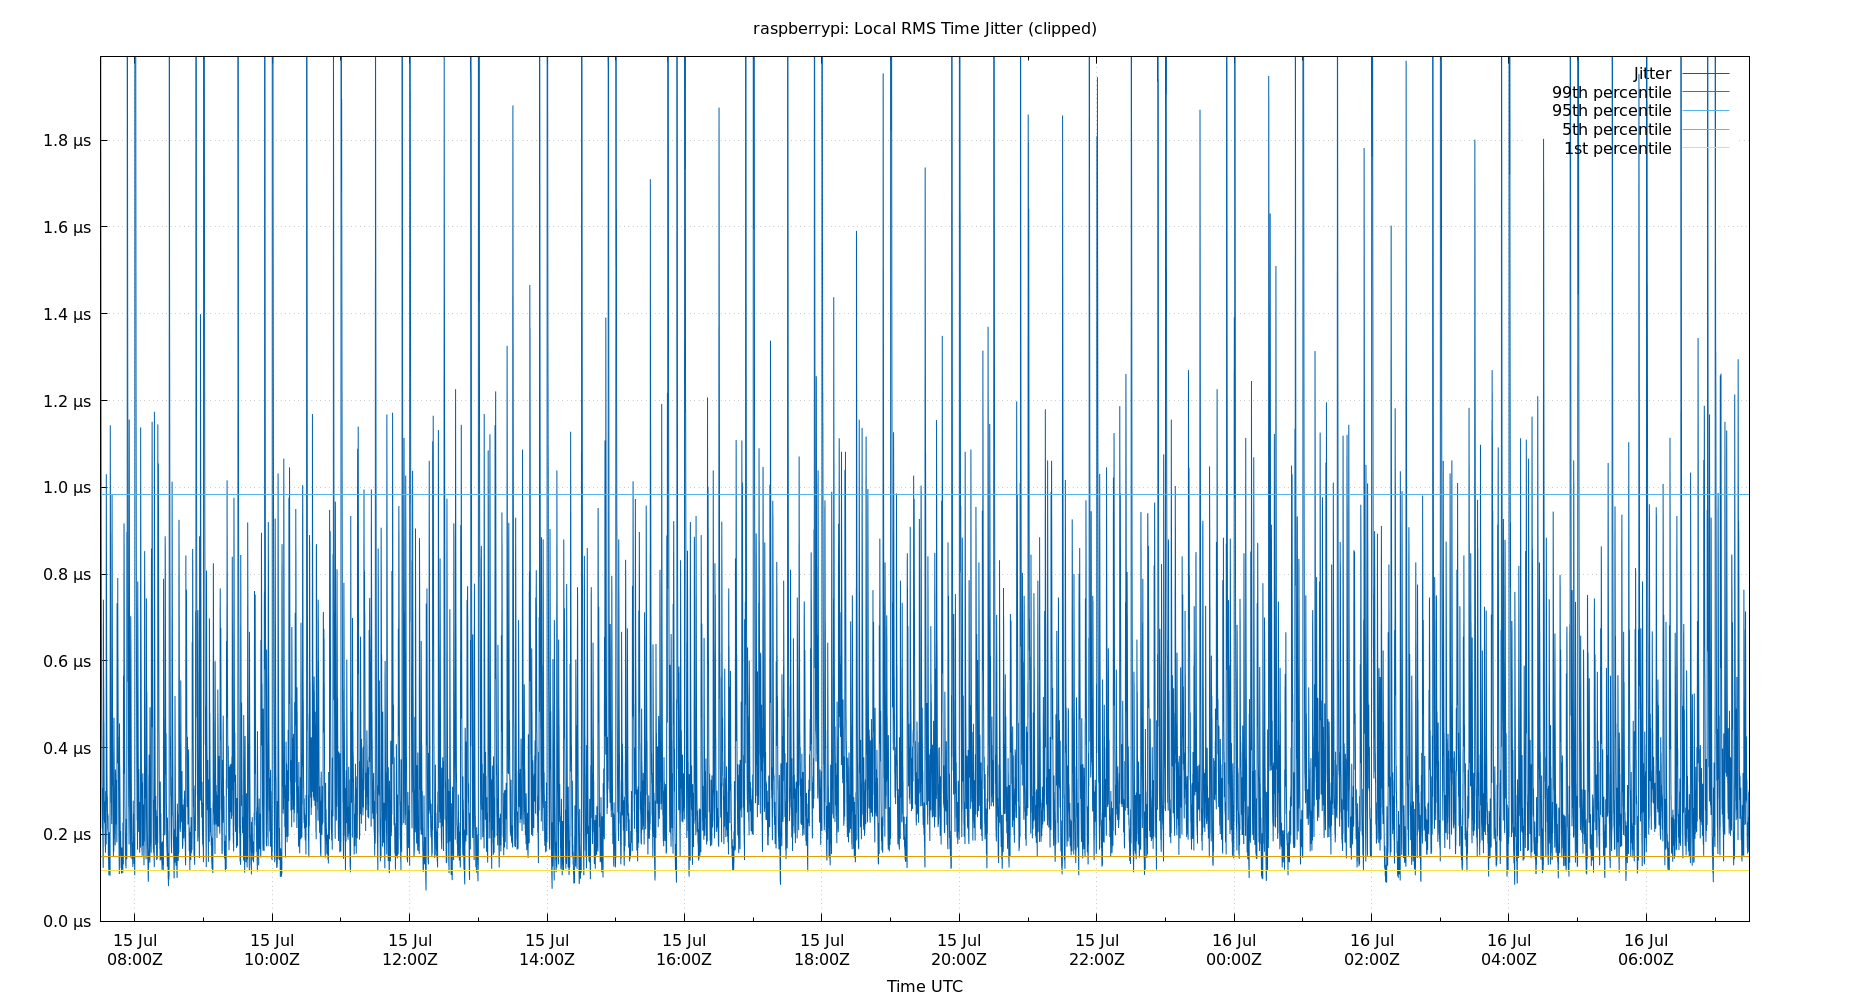 raspberrypi: Local RMS Time Jitter (clipped)
Jitter
99th percentile
95th percentile
5th percentile
1st percentile
1.8 µs
1.6 µs
1.4 µs
1.2 µs
1.0 µs
0.8 µs
0.6 µs
0.4 µs
0.2 µs
0.0 µs
15 Jul 15 Jul 15 Jul 15 Jul 15 Jul 15 Jul 15 Jul 15 Jul 16 Jul 16 Jul 16 Jul 16 Jul
08:00Z 10:00Z 12:00Z 14:00Z 16:00Z 18:00Z 20:00Z 22:00Z 00:00Z 02:00Z 04:00Z 06:00Z
Time UTC